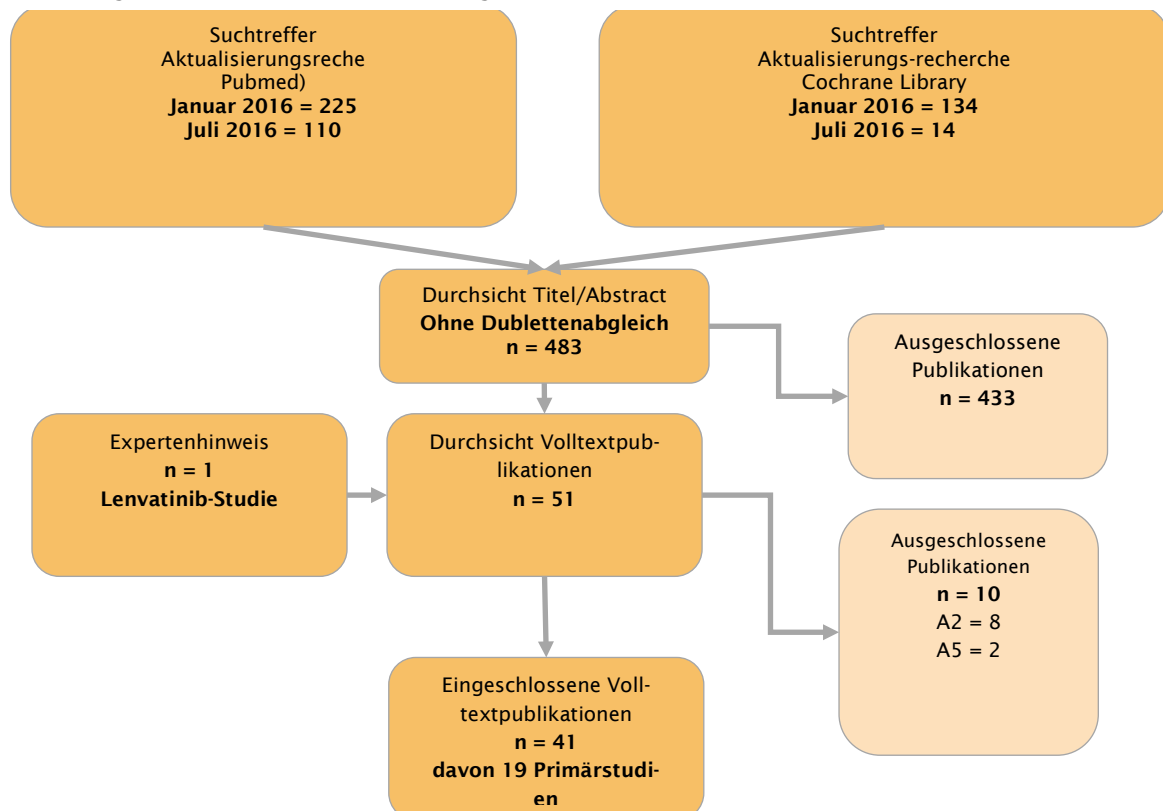 Suchtreffer
Aktualisierungsreche
Pubmed)
Januar 2016 = 225
Juli 2016 = 110
Suchtreffer
Aktualisierungs-recherche
Cochrane Library
Januar 2016 = 134
Juli 2016 = 14
Durchsicht Titel/Abstract
Ohne Dublettenabgleich
n = 483
Ausgeschlossene
Publikationen
n = 433
Expertenhinweis
n = 1
Lenvatinib-Studie
Durchsicht Volltextpub-
likationen
n = 51
Ausgeschlossene
Publikationen
n = 10
A2 = 8
A5 = 2
Eingeschlossene Voll-
textpublikationen
n = 41
davon 19 Primärstudi-
en